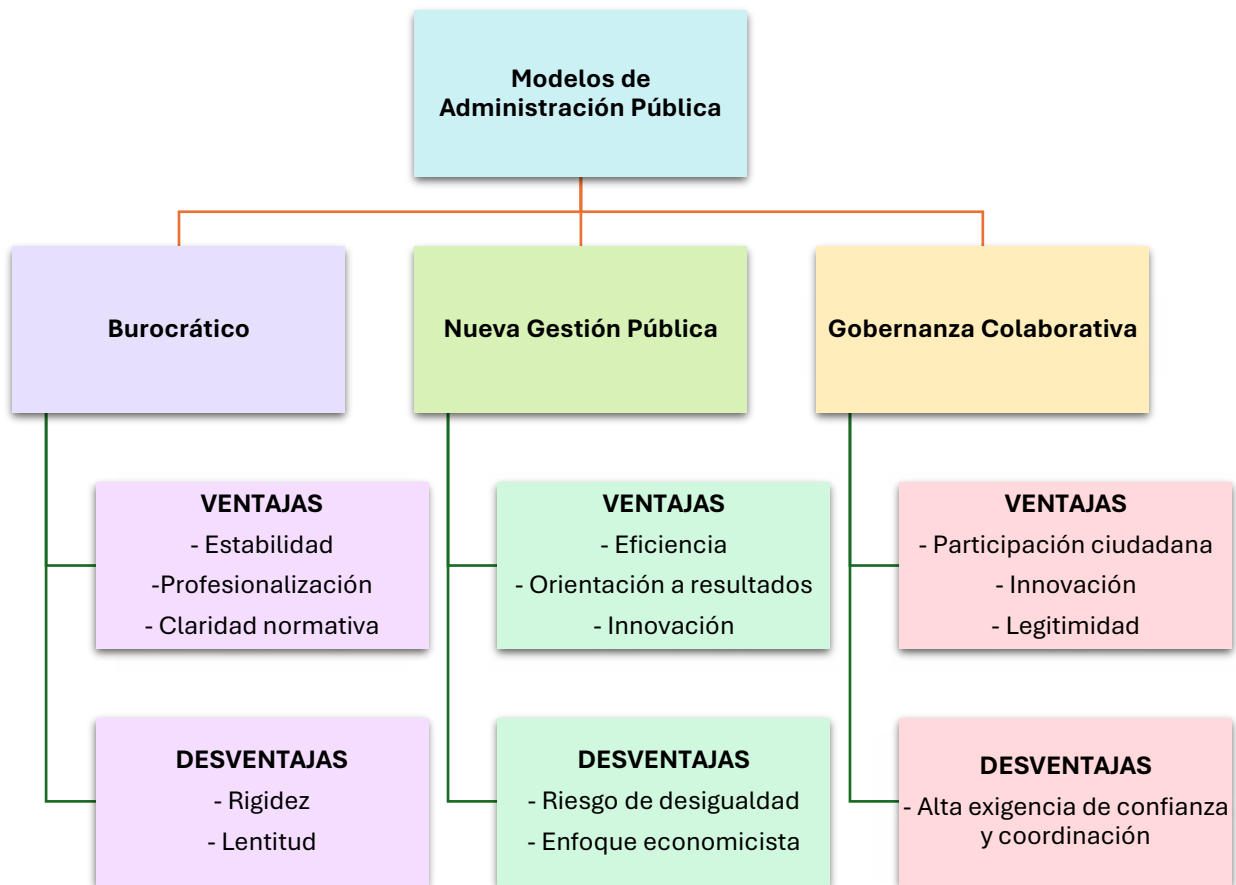 Modelos de
Administración Pública
Burocrático
Nueva Gestión Pública
Gobernanza Colaborativa
VENTAJAS
- Estabilidad
-Profesionalización
- Claridad normativa
VENTAJAS
- Eficiencia
- Orientación a resultados
- Innovación
VENTAJAS
- Participación ciudadana
- Innovación
- Legitimidad
DESVENTAJAS
- Rigidez
- Lentitud
DESVENTAJAS
- Riesgo de desigualdad
- Enfoque economicista
DESVENTAJAS
- Alta exigencia de confianza
y coordinación